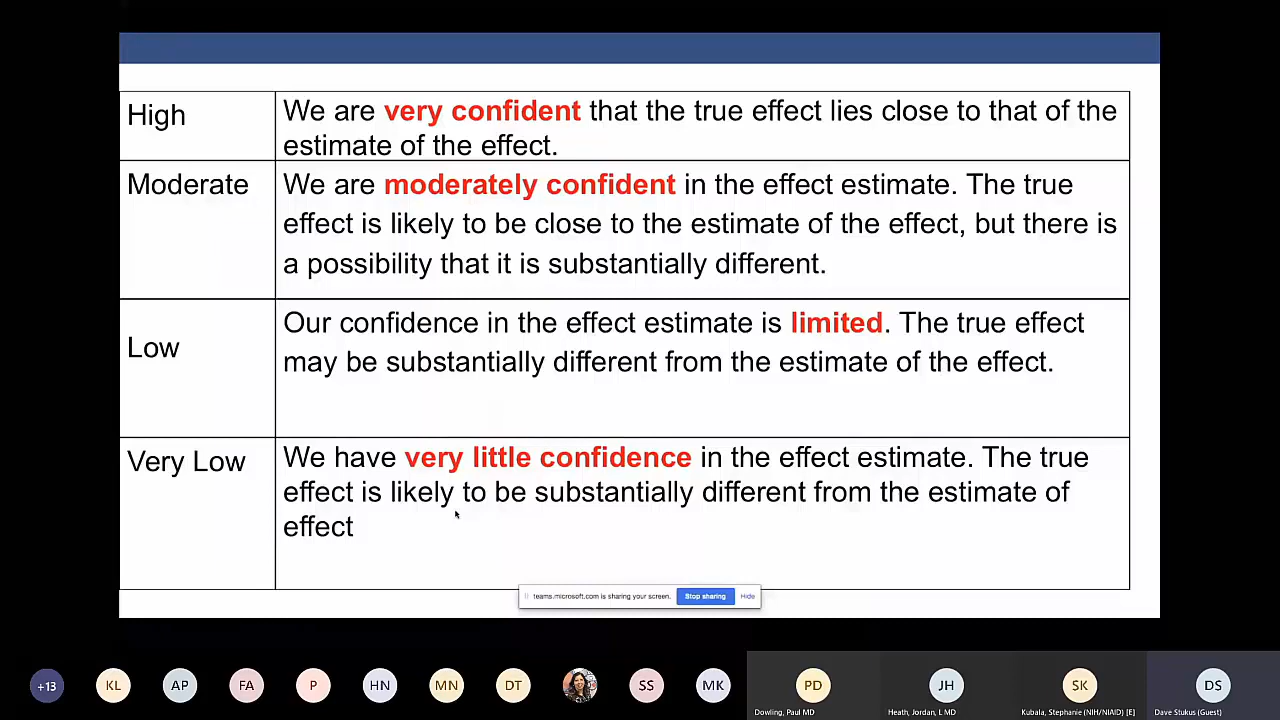 High
We are very confident that the true effect lies close to that of the
estimate of the effect.
Moderate
We are moderately confident in the effect estimate. The true
effect is likely to be close to the estimate of the effect, but there is
a possibility that it is substantially different.
Low
Our confidence in the effect estimate is limited. The true effect
may be substantially different from the estimate of the effect.
Very Low
We have very little confidence in the effect estimate. The true
effect is likely to be substantially different from the estimate of
effect
teams.microsoft.com is sharing your screen. Stop sharing Hide
+13 KL AP FA P HN MN DT SS MK PD JH SK DS
Dowling, Paul MD Heath, Jordan, L MD Kubala, Stephanie (NIH/NIAID) [E] Dave Stukus (Guest)